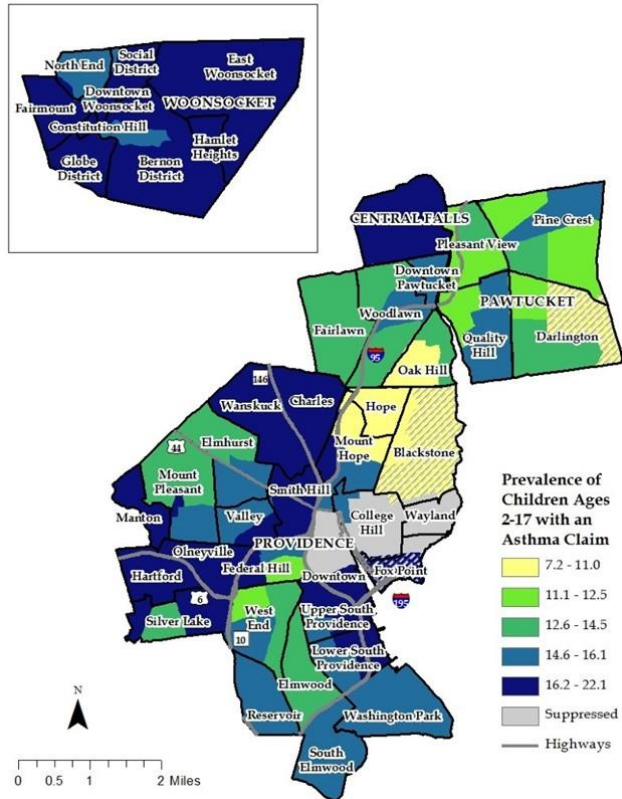 North End
Social
District
East
Woonsocket
Downtown
Woonsocket
WOONSOCKET
Fairmount
Constitution Hill
Hamlet
Heights
Globe
District
Bernon
District
CENTRAL FALLS
Pine Crest
Pleasant View
Downtown
Pawtucket
PAWTUCKET
Woodlawn
Fairlawn
Quality
Hill
Darlington
95
Oak Hill
146
Wanskuck
Charles
Hope
44
Elmhurst
Mount
Hope
Blackstone
Mount
Pleasant
Smith Hill
Manton
Valley
College
Hill
Wayland
PROVIDENCE
Olneyville
Federal Hill
Fox Point
Hartford
Downtown
6
195
West
End
Upper South
Providence
Silver Lake
10
Lower South
Providence
Elmwood
Reservoir
Washington Park
South
Elmwood
Prevalence of
Children Ages
2-17 with an
Asthma Claim
7.2 - 11.0
11.1 - 12.5
12.6 - 14.5
14.6 - 16.1
16.2 - 22.1
Suppressed
Highways
N
0 0.5 1 2 Miles